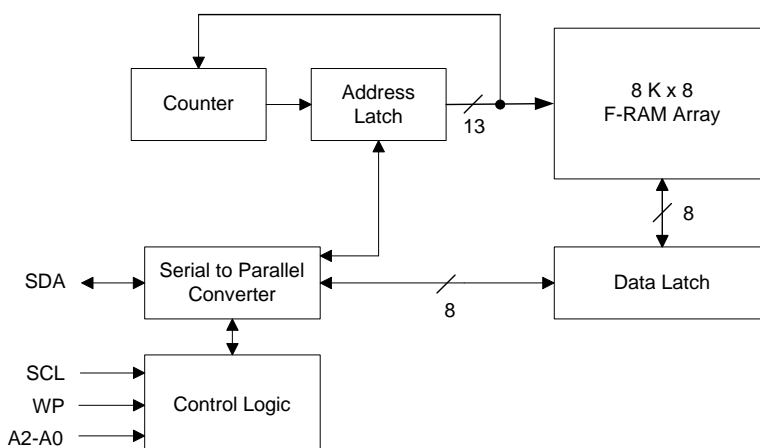 Counter
Address
Latch
13
8 K x 8
F-RAM Array
8
SDA
Serial to Parallel
Converter
8
Data Latch
SCL
WP
A2-A0
Control Logic